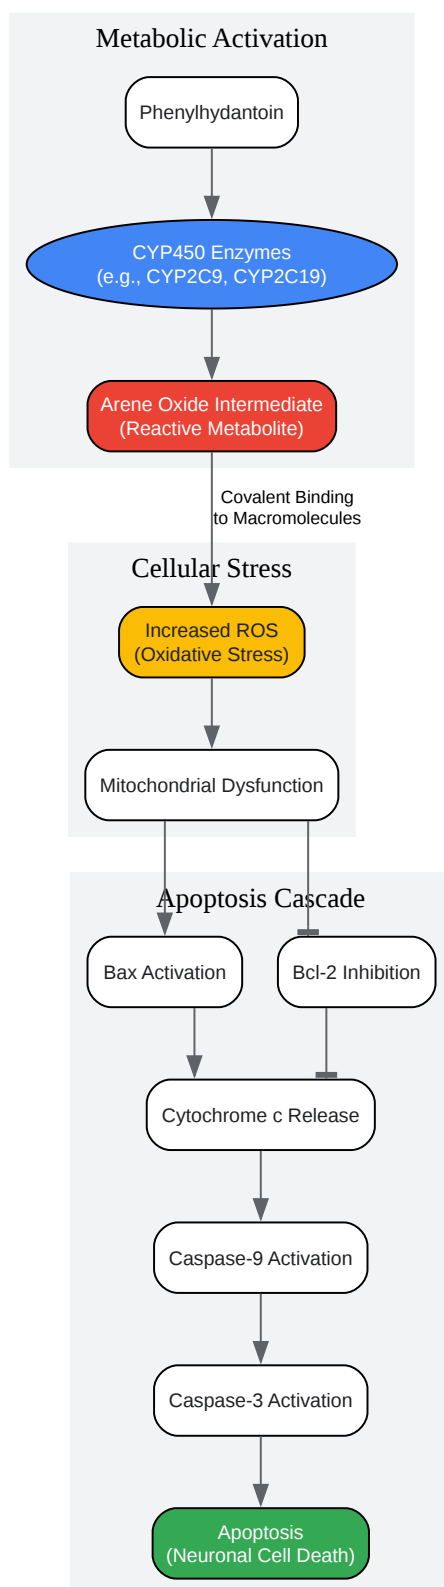 Metabolic Activation
Phenylhydantoin
CYP450 Enzymes
(e.g., CYP2C9, CYP2C19)
Arene Oxide Intermediate
(Reactive Metabolite)
Covalent Binding
to Macromolecules
Cellular Stress
Increased ROS
(Oxidative Stress)
Mitochondrial Dysfunction
Apoptosis Cascade
Bax Activation
Bcl-2 Inhibition
Cytochrome c Release
Caspase-9 Activation
Caspase-3 Activation
Apoptosis
(Neuronal Cell Death)